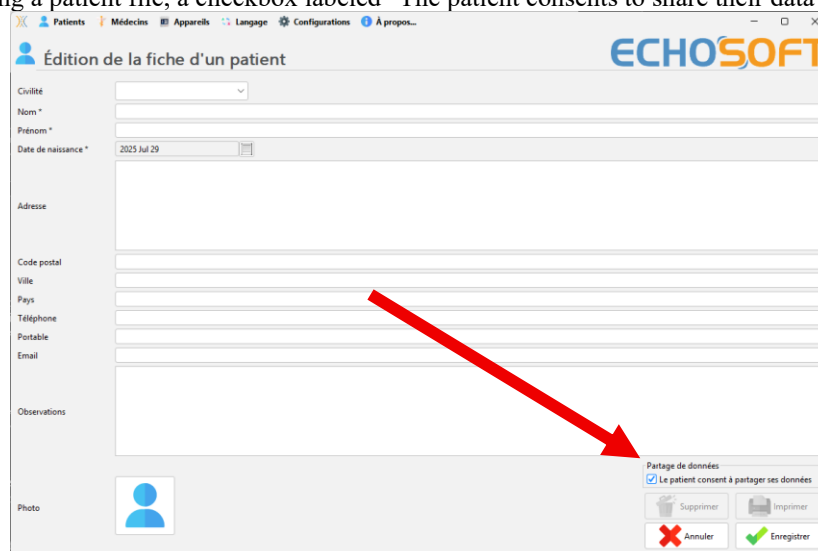 ng a patient file, a checkbox labeled "The patient consents to share their data
Patients Médecins Appareils Langage Configurations À propos...
Édition de la fiche d'un patient
ECHOSOFT
Civilité
Nom *
Prénom *
Date de naissance * 2025 Jul 29
Adresse
Code postal
Ville
Pays
Téléphone
Portable
Email
Observations
Partage de données
Le patient consent à partager ses données
Photo
Supprimer Imprimer
Annuler Enregistrer